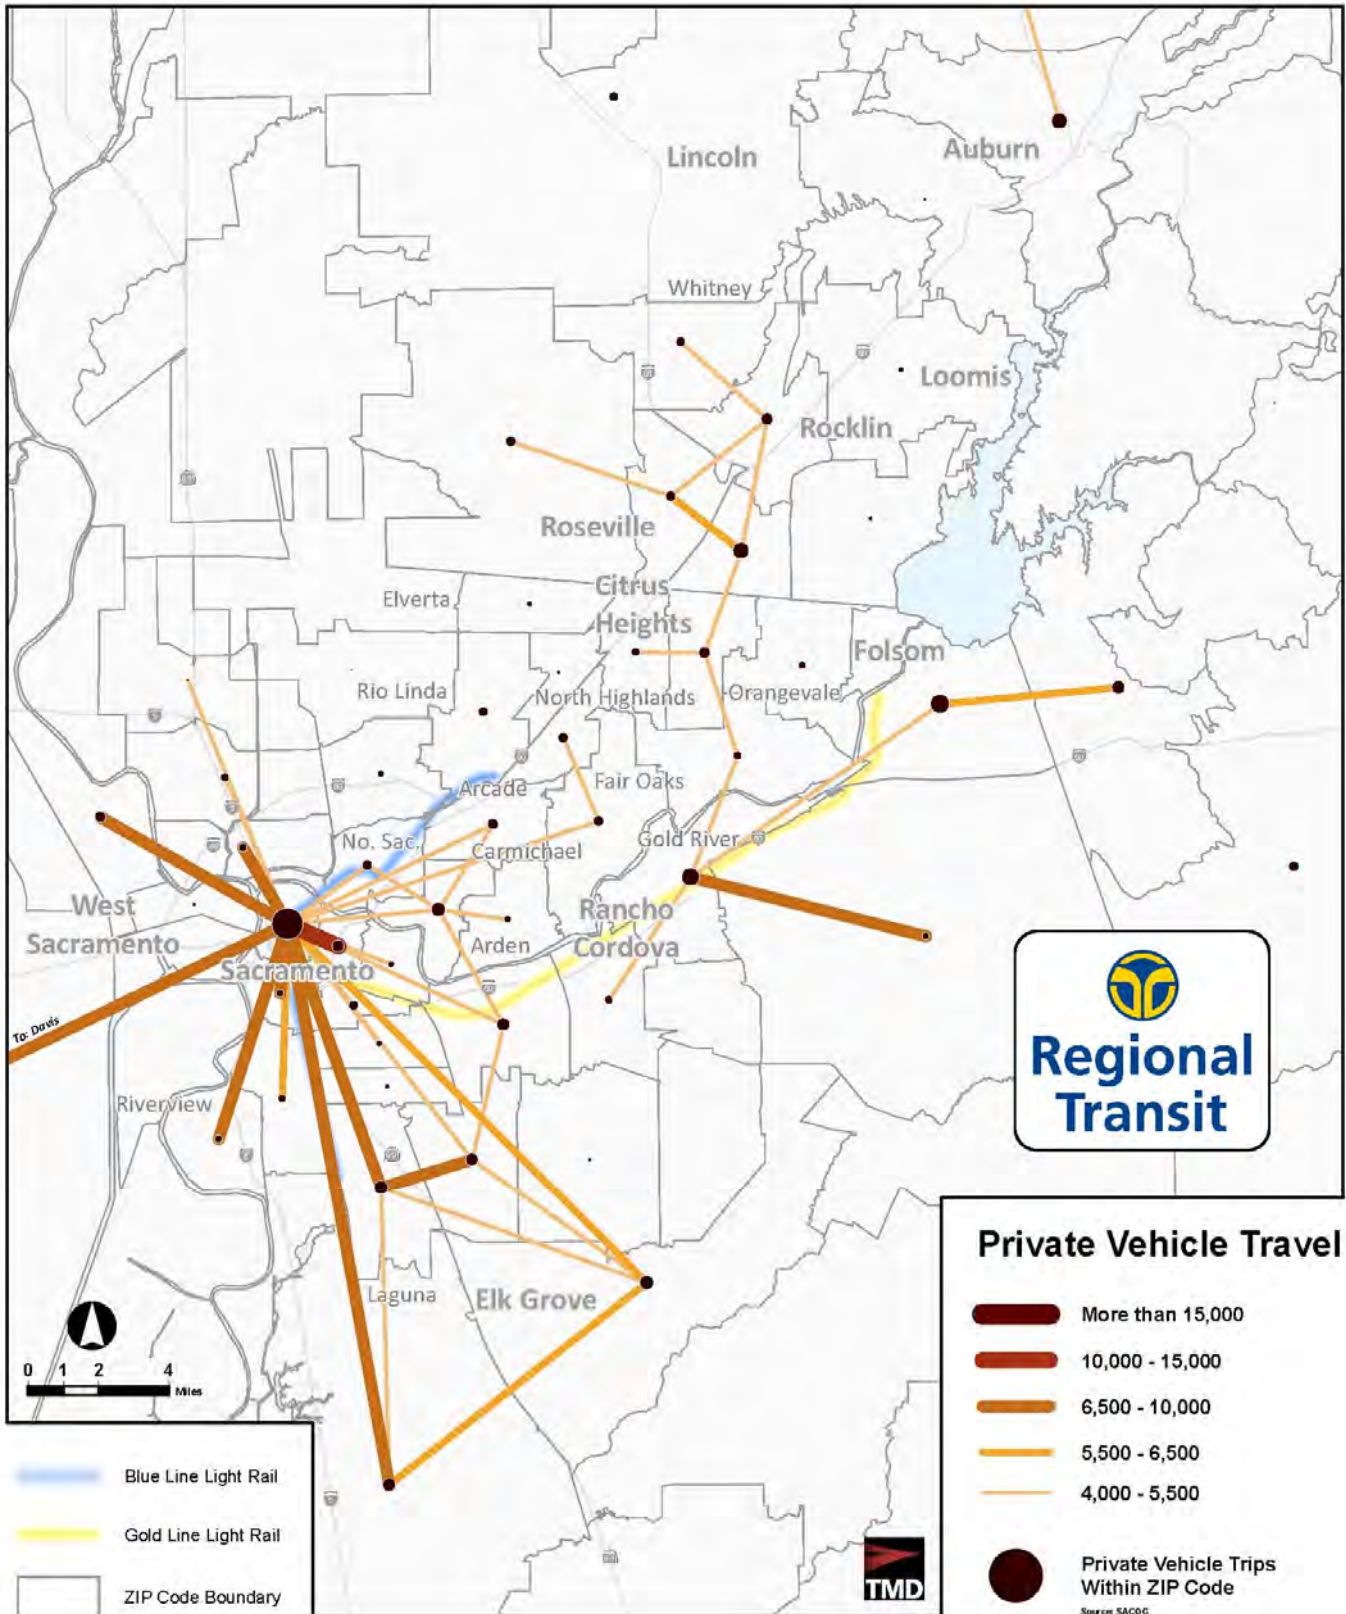 Lincoln
Auburn
Whitney
Loomis
Rocklin
Roseville
Citrus
Heights
Elverta
Folsom
Rio Linda
North Highlands
Orangevale
Arcade
Fair Oaks
No. Sac.
Carmichael
Gold River
West
Sacramento
Rancho
Cordova
Arden
Sacramento
To: Davis
Riverview
Regional
Transit
Laguna
Elk Grove
0 1 2 4
Miles
Private Vehicle Travel
More than 15,000
10,000 - 15,000
6,500 - 10,000
5,500 - 6,500
4,000 - 5,500
Private Vehicle Trips
Within ZIP Code
Source: SACOG
Blue Line Light Rail
Gold Line Light Rail
ZIP Code Boundary
TMD